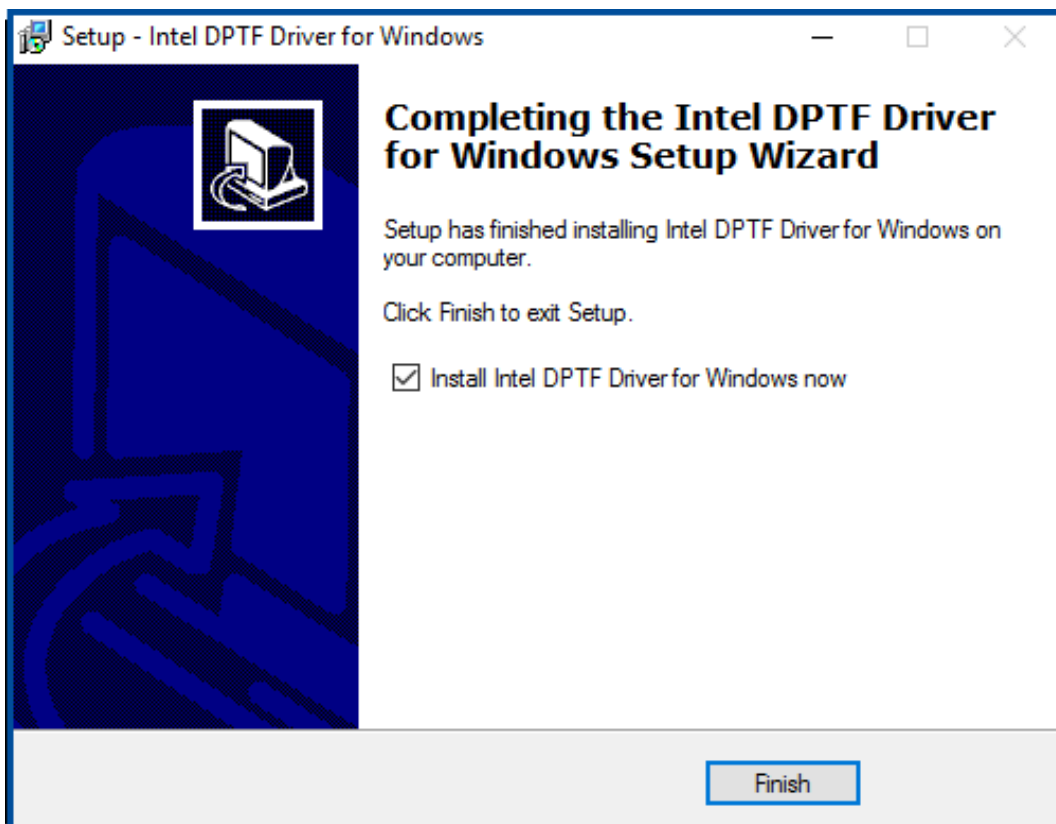 Setup - Intel DPTF Driver for Windows
Completing the Intel DPTF Driver
for Windows Setup Wizard
Setup has finished installing Intel DPTF Driver for Windows on
your computer.
Click Finish to exit Setup.
Install Intel DPTF Driver for Windows now
Finish